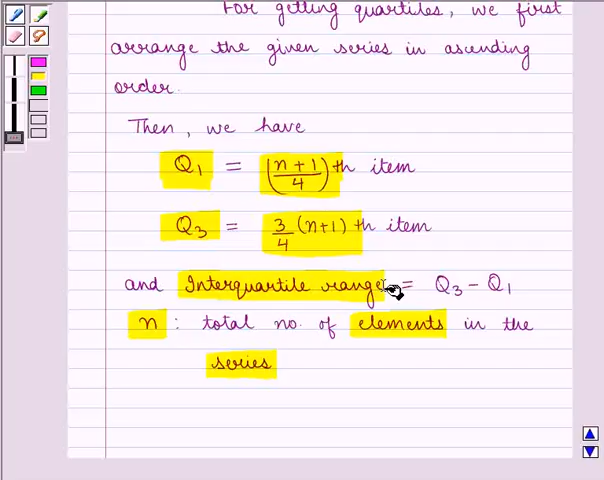 For getting quartiles, we first
arrange the given series in ascending
order.
Then, we have
Q₁ = ((n+1)/4)th item
Q₃ = 3/4 (n+1) th item
and Interquartile range = Q₃ − Q₁
n : total no. of elements in the
series